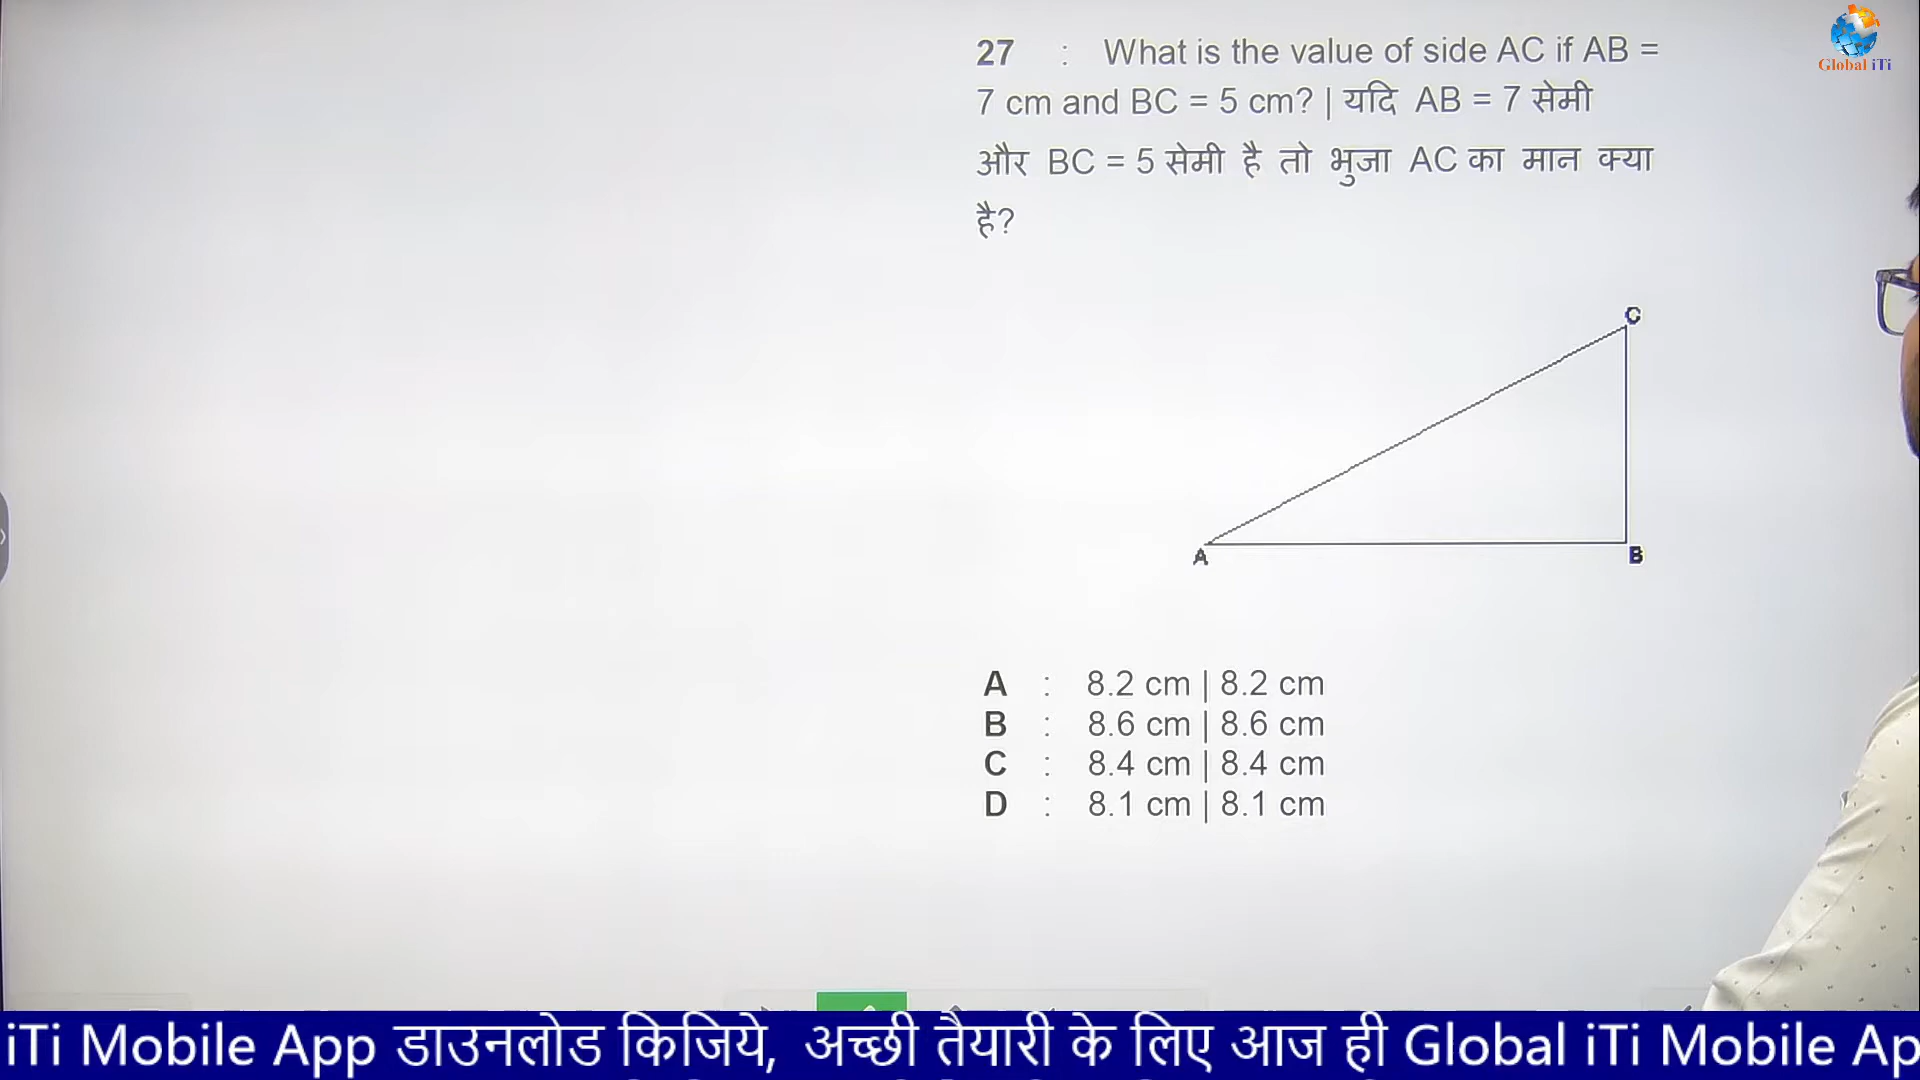 Global iTi
27 : What is the value of side AC if AB =
7 cm and BC = 5 cm? | यदि AB = 7 सेमी
और BC = 5 सेमी है तो भुजा AC का मान क्या
है?
C
A
B
A : 8.2 cm | 8.2 cm
B : 8.6 cm | 8.6 cm
C : 8.4 cm | 8.4 cm
D : 8.1 cm | 8.1 cm
iTi Mobile App डाउनलोड किजिये, अच्छी तैयारी के लिए आज ही Global iTi Mobile Ap